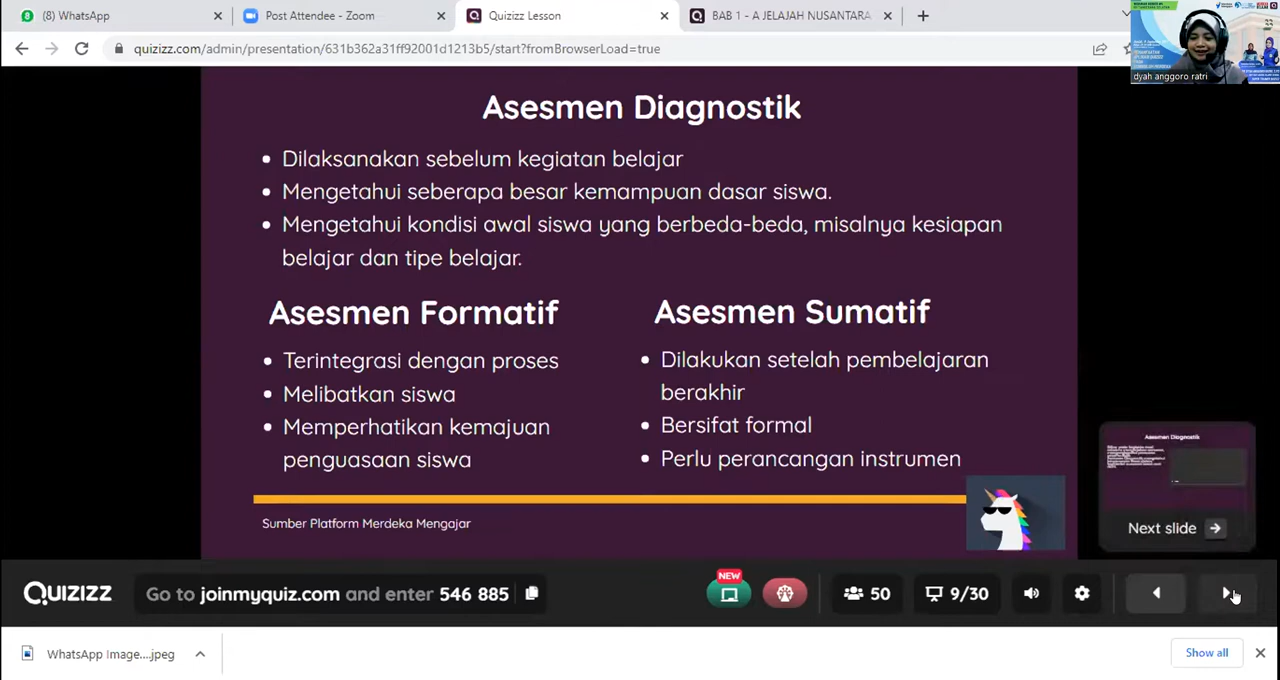 (8) WhatsApp
Post Attendee - Zoom
Quizizz Lesson
BAB 1 - A JELAJAH NUSANTARA
quizizz.com/admin/presentation/631b362a31ff92001d1213b5/start?fromBrowserLoad=true
dyah anggoro ratri
Asesmen Diagnostik
Dilaksanakan sebelum kegiatan belajar
Mengetahui seberapa besar kemampuan dasar siswa.
Mengetahui kondisi awal siswa yang berbeda-beda, misalnya kesiapan
belajar dan tipe belajar.
Asesmen Formatif
Terintegrasi dengan proses
Melibatkan siswa
Memperhatikan kemajuan
penguasaan siswa
Asesmen Sumatif
Dilakukan setelah pembelajaran
berakhir
Bersifat formal
Perlu perancangan instrumen
Sumber Platform Merdeka Mengajar
Asesmen Diagnostik
Next slide
QUIZIZZ
Go to joinmyquiz.com and enter 546 885
NEW
50
9/30
WhatsApp Image....jpeg
Show all